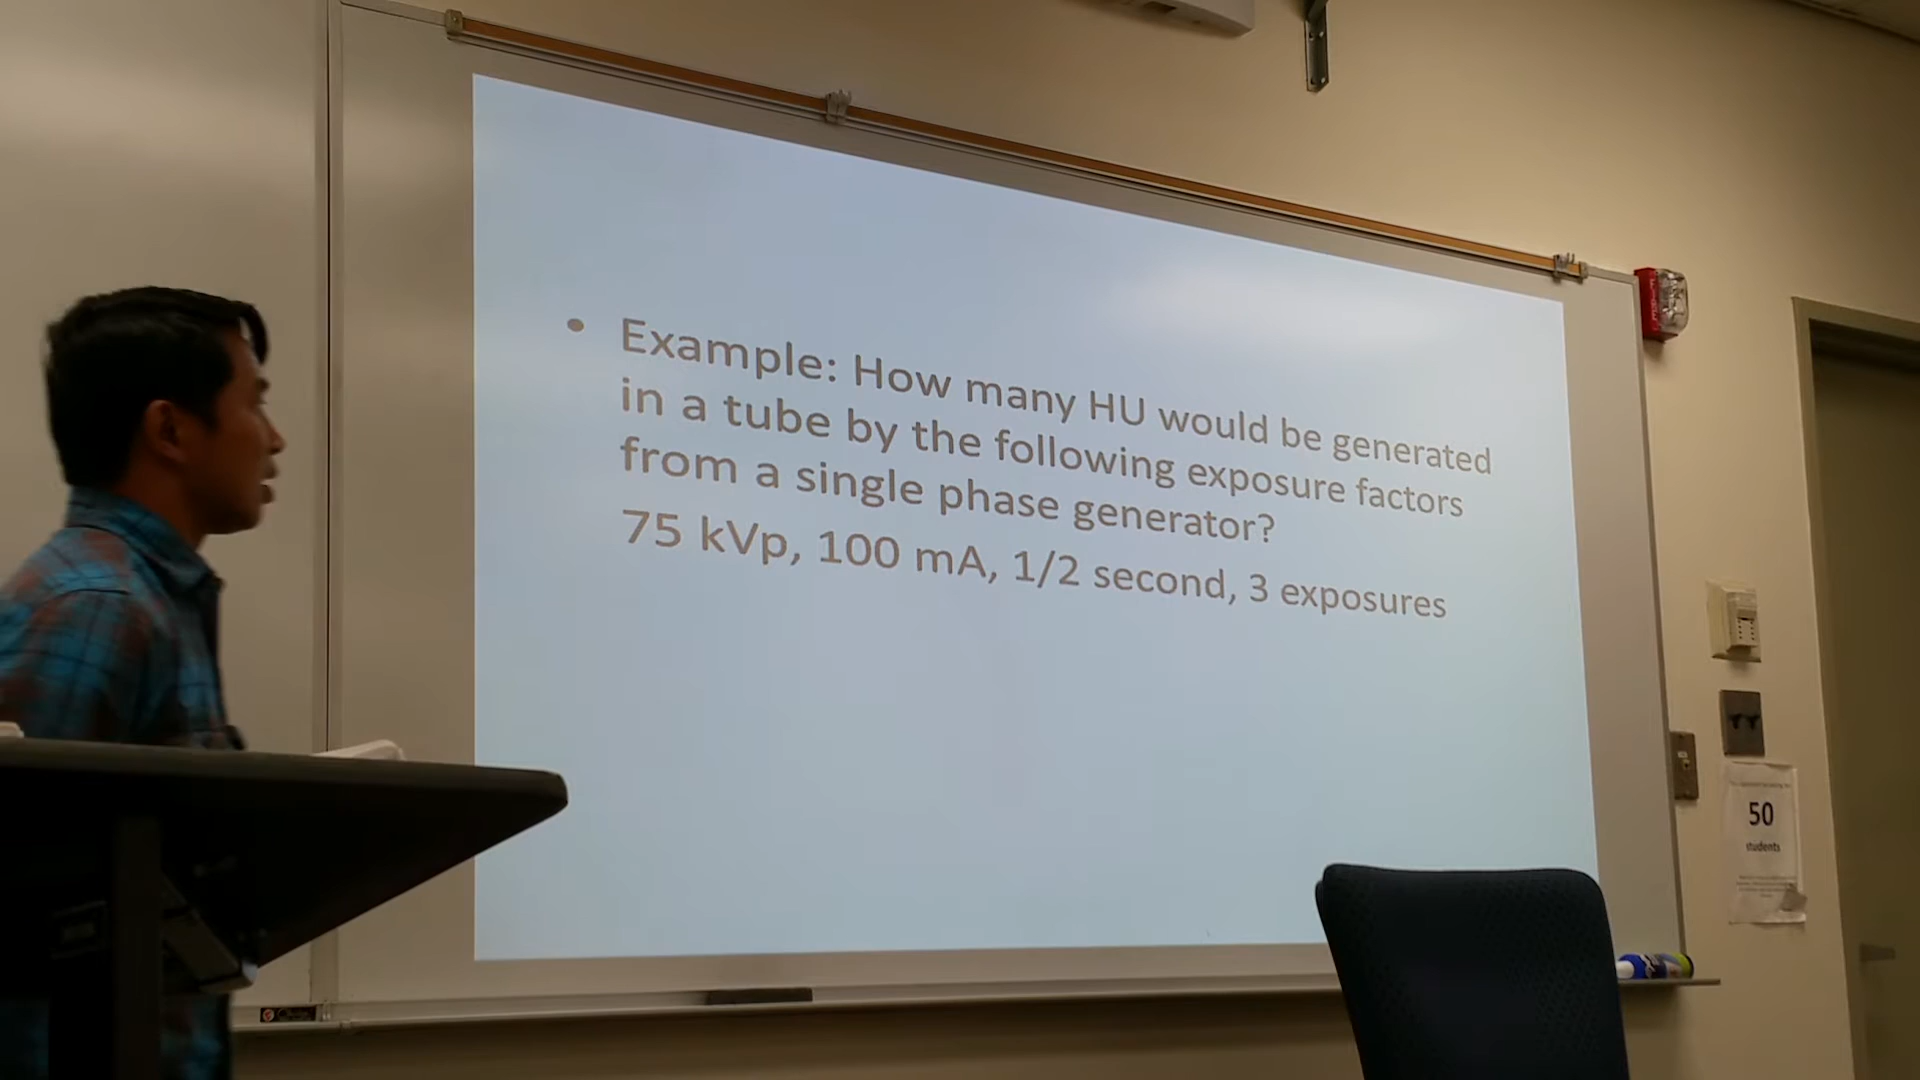 • Example: How many HU would be generated
in a tube by the following exposure factors
from a single phase generator?
75 kVp, 100 mA, 1/2 second, 3 exposures
FIRE
50
students